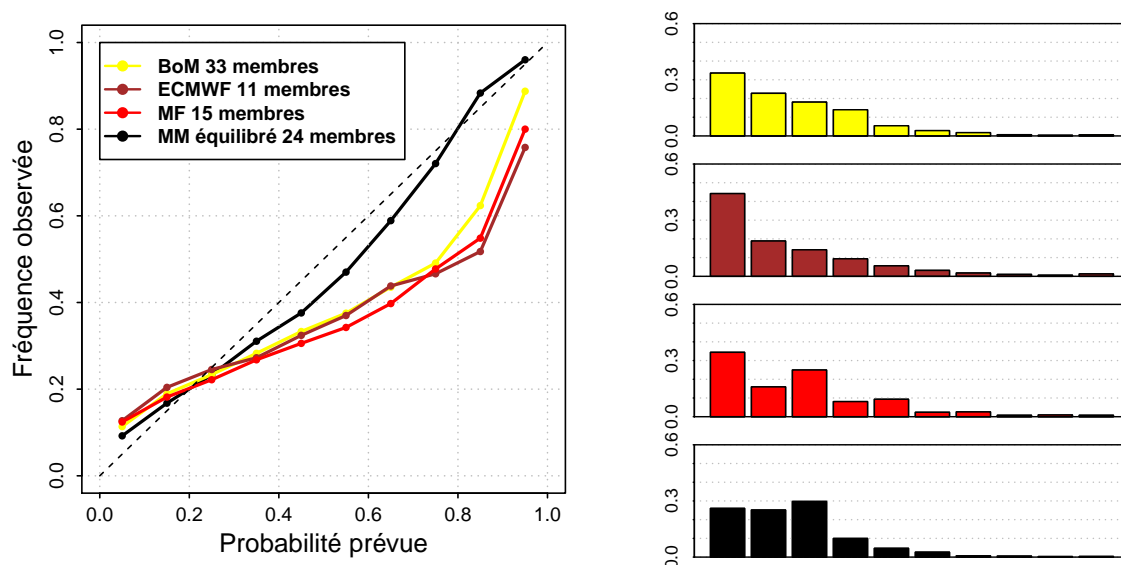 Fréquence observée
1.0
0.8
0.6
0.4
0.2
0.0
BoM 33 membres
ECMWF 11 membres
MF 15 membres
MM équilibré 24 membres
0.0 0.2 0.4 0.6 0.8 1.0
Probabilité prévue
0.6
0.3
0.0
0.6
0.3
0.0
0.6
0.3
0.0
0.6
0.3
0.0